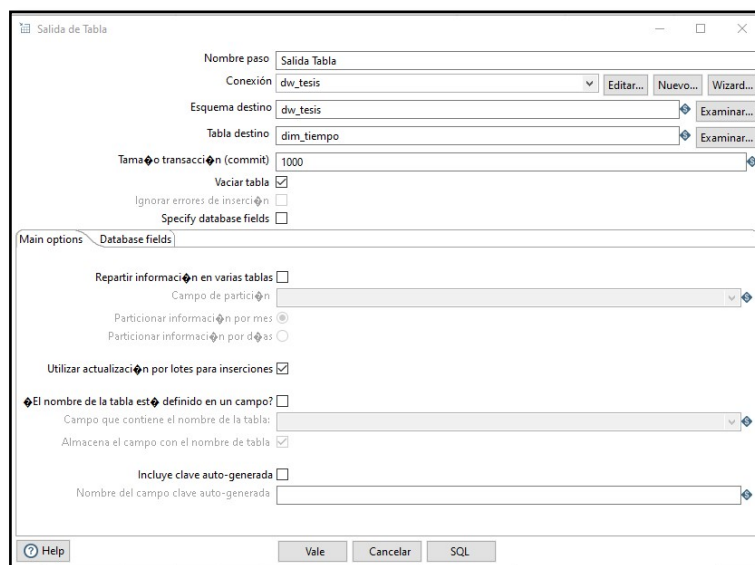 Salida de Tabla
Nombre paso Salida Tabla
Conexión dw_tesis Editar... Nuevo... Wizard...
Esquema destino dw_tesis Examinar...
Tabla destino dim_tiempo Examinar...
Tama�o transacci�n (commit) 1000
Vaciar tabla
Ignorar errores de inserci�n
Specify database fields
Main options Database fields
Repartir informaci�n en varias tablas
Campo de partici�n
Particionar informaci�n por mes
Particionar informaci�n por d�as
Utilizar actualizaci�n por lotes para inserciones
�El nombre de la tabla est� definido en un campo?
Campo que contiene el nombre de la tabla:
Almacena el campo con el nombre de tabla
Incluye clave auto-generada
Nombre del campo clave auto-generada
Help Vale Cancelar SQL